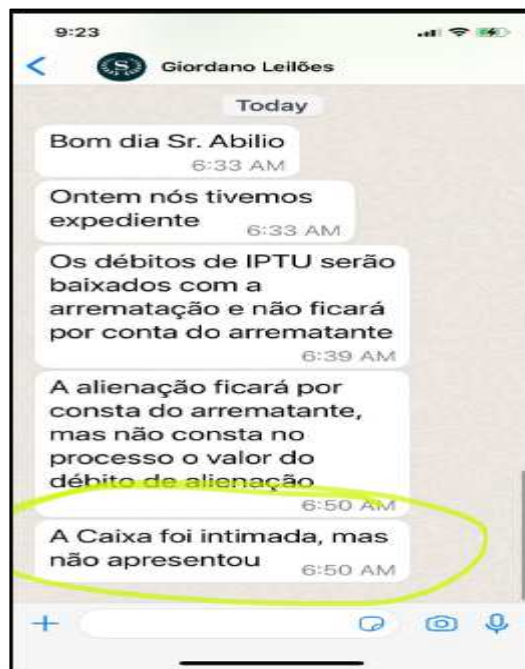 9:23
S
Giordano Leilões
Today
Bom dia Sr. Abilio
6:33 AM
Ontem nós tivemos
expediente
6:33 AM
Os débitos de IPTU serão
baixados com a
arrematação e não ficará
por conta do arrematante
6:39 AM
A alienação ficará por
consta do arrematante,
mas não consta no
processo o valor do
débito de alienação
6:50 AM
A Caixa foi intimada, mas
não apresentou
6:50 AM